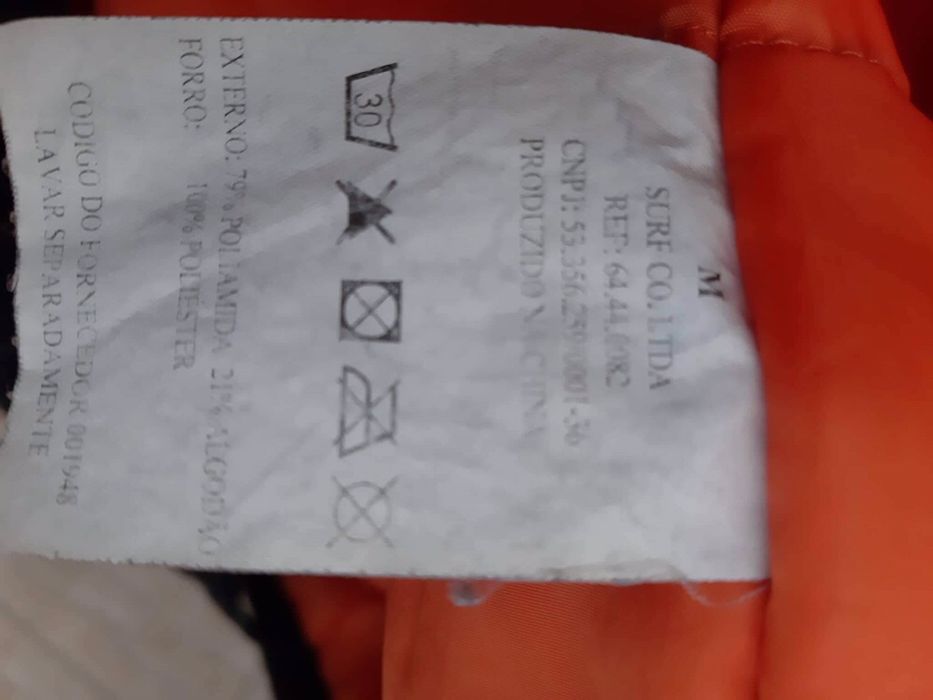 M
SURF CO. LTDA
REF: 64.44.0082
CNPJ: 53.356.259/0001-36
PRODUZIDO NA CHINA
30
EXTERNO: 79% POLIAMIDA 21% ALGODÃO
FORRO: 100% POLIÉSTER
CODIGO DO FORNECEDOR 001948
LAVAR SEPARADAMENTE